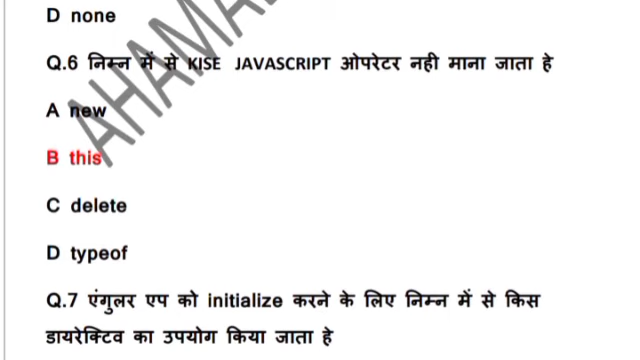 D none
Q.6 निम्न में से KISE JAVASCRIPT ओपरेटर नही माना जाता हे
A new
B this
C delete
D typeof
Q.7 एंगुलर एप को initialize करने के लिए निम्न में से किस
डायरेक्टिव का उपयोग किया जाता हे